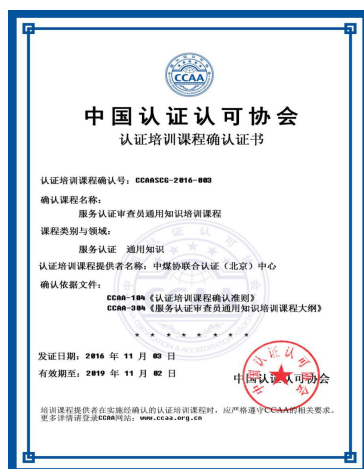 CCAA
中国认证认可协会
认证培训课程确认证书
认证培训课程确认号：CCAASCG-2016-003
确认课程名称：
服务认证审查员通用知识培训课程
课程类别与领域：
服务认证 通用知识
认证培训课程提供者名称：中煤协联合认证（北京）中心
确认依据文件：
CCAA-104《认证培训课程确认准则》
CCAA-304《服务认证审查员通用知识培训课程大纲》
* * * * * * * *
发证日期：2016 年 11 月 03 日
有效期至：2019 年 11 月 02 日
中国认证认可协会
中国认证认可协会
培训课程提供者在实施经确认的认证培训课程时，应严格遵守CCAA的相关要求。
更多详情请登录CCAA网站：www.ccaa.org.cn